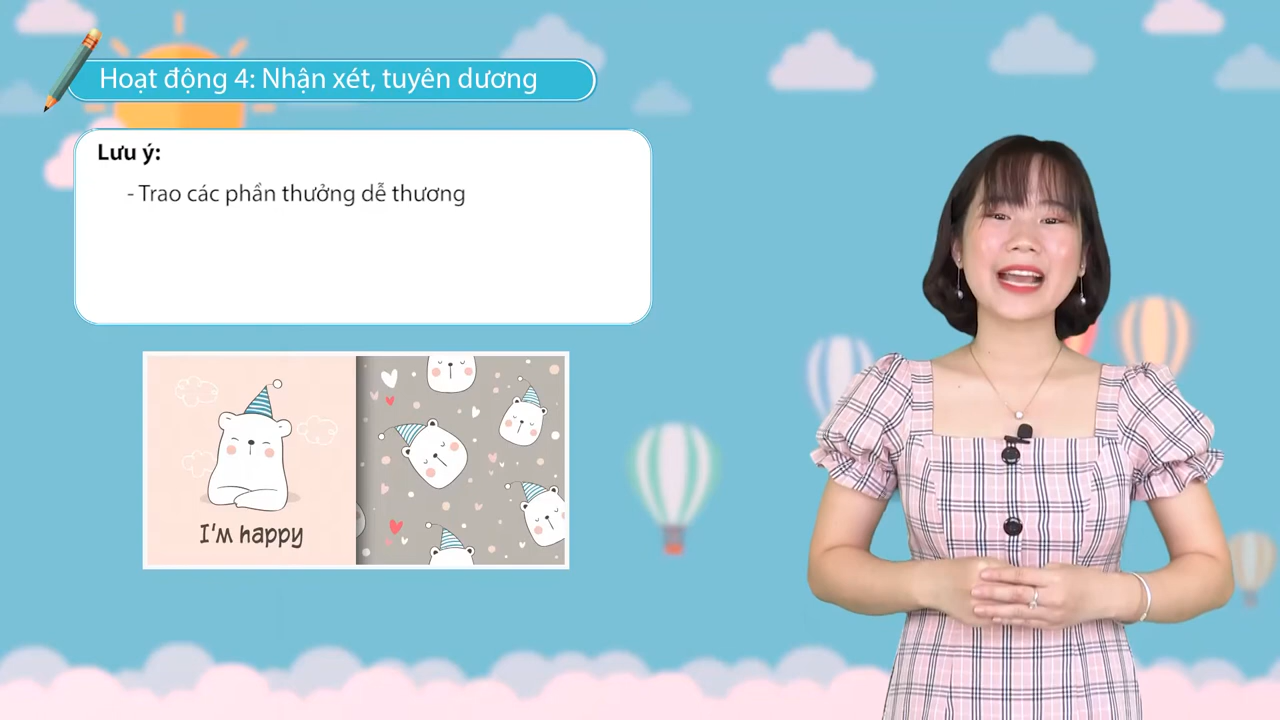 Hoạt động 4: Nhận xét, tuyên dương
Lưu ý:
- Trao các phần thưởng dễ thương
I'm happy